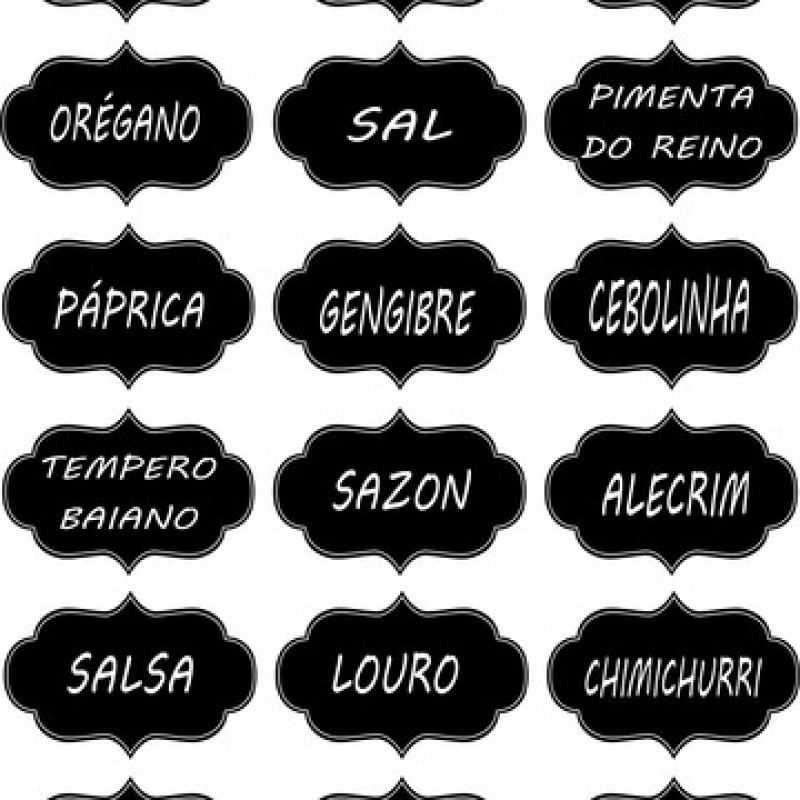 ORÉGANO
SAL
PIMENTA
DO REINO
PÁPRICA
GENGIBRE
CEBOLINHA
TEMPERO
BAIANO
SAZON
ALECRIM
SALSA
LOURO
CHIMICHURRI